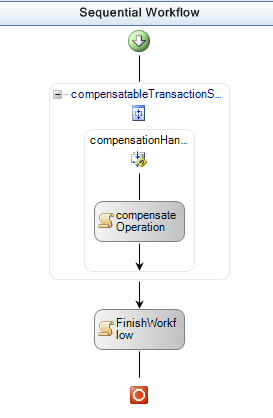 Sequential Workflow
compensatableTransactionS...
compensationHan...
compensate
Operation
FinishWorkf
low